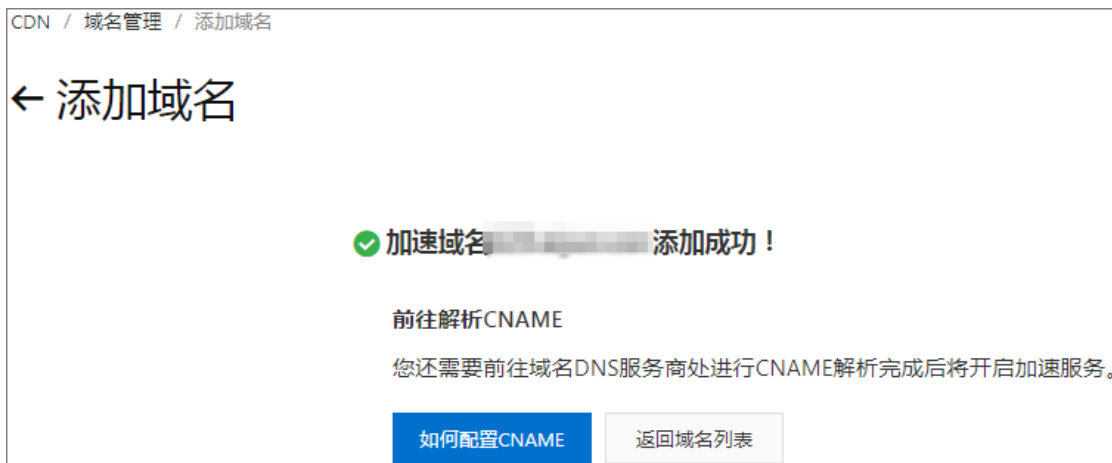 CDN / 域名管理 / 添加域名
← 添加域名
加速域名 添加成功！
前往解析CNAME
您还需要前往域名DNS服务商处进行CNAME解析完成后将开启加速服务。
如何配置CNAME 返回域名列表